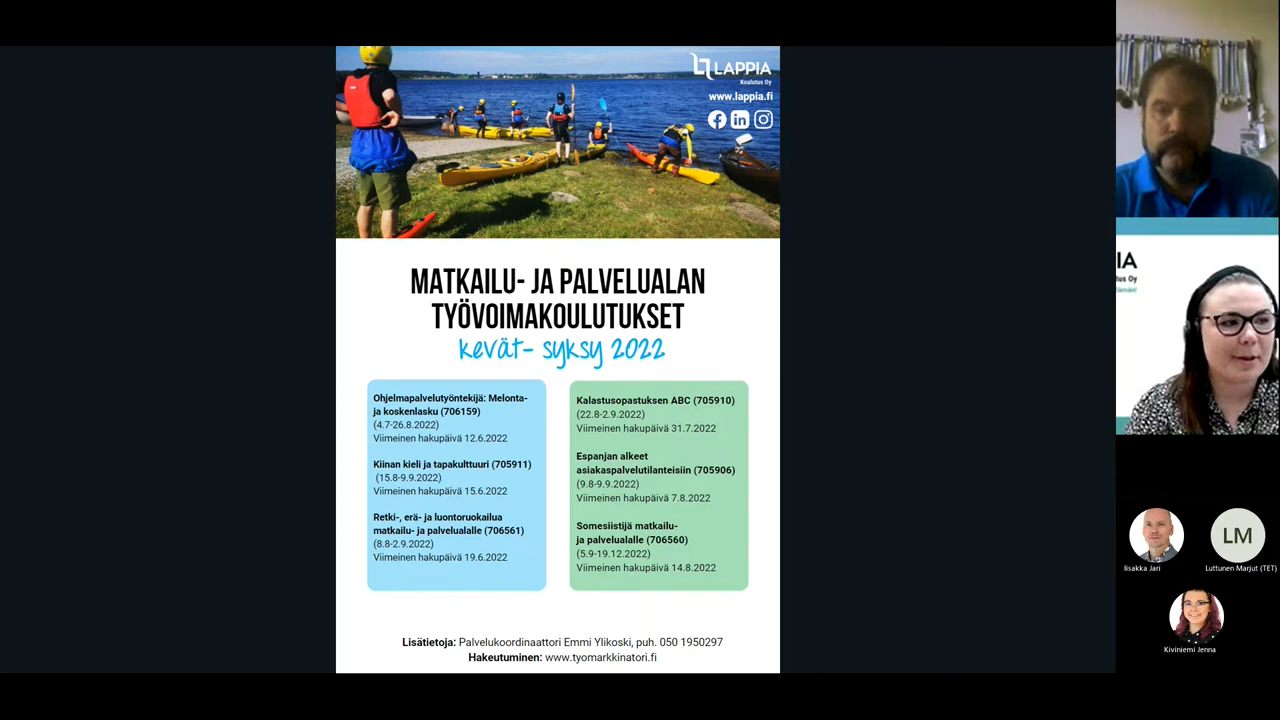 LAPPIA
Koulutus Oy
www.lappia.fi
MATKAILU- JA PALVELUALAN
TYÖVOIMAKOULUTUKSET
kevät- syksy 2022
Ohjelmapalvelutyöntekijä: Melonta-
ja koskenlasku (706159)
(4.7-26.8.2022)
Viimeinen hakupäivä 12.6.2022
Kiinan kieli ja tapakulttuuri (705911)
(15.8-9.9.2022)
Viimeinen hakupäivä 15.6.2022
Retki-, erä- ja luontoruokailua
matkailu- ja palvelualalle (706561)
(8.8-2.9.2022)
Viimeinen hakupäivä 19.6.2022
Kalastusopastuksen ABC (705910)
(22.8-2.9.2022)
Viimeinen hakupäivä 31.7.2022
Espanjan alkeet
asiakaspalvelutilanteisiin (705906)
(9.8-9.9.2022)
Viimeinen hakupäivä 7.8.2022
Somesiistijä matkailu-
ja palvelualalle (706560)
(5.9-19.12.2022)
Viimeinen hakupäivä 14.8.2022
Lisätietoja: Palvelukoordinaattori Emmi Ylikoski, puh. 050 1950297
Hakeutuminen: www.tyomarkkinatori.fi
IA
us Oy
LM
Iisakka Jari
Luttunen Marjut (TET)
Kiviniemi Jenna